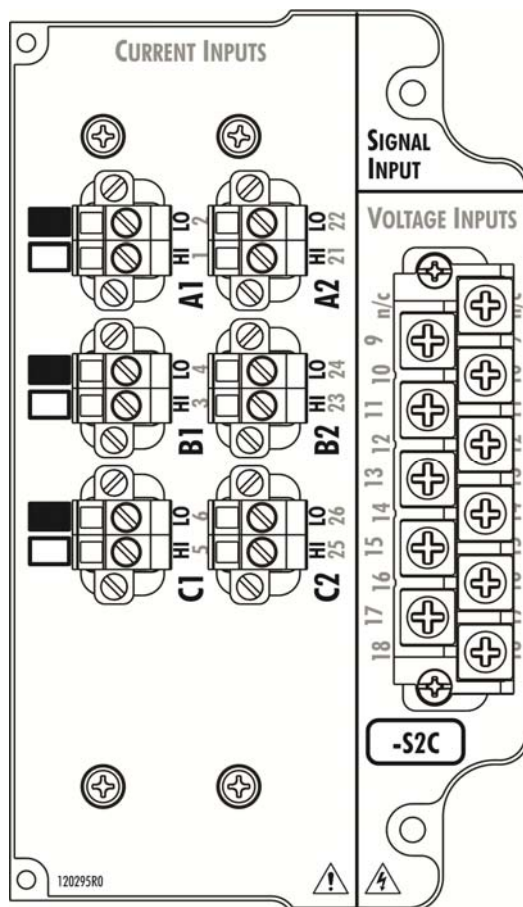 CURRENT INPUTS
SIGNAL
INPUT
VOLTAGE INPUTS
LO 2
HI 1
A1
LO 22
HI 21
A2
LO 4
HI 3
B1
LO 24
HI 23
B2
LO 6
HI 5
C1
LO 26
HI 25
C2
n/c
9
10
11
12
13
14
15
16
17
18
-S2C
120295R0